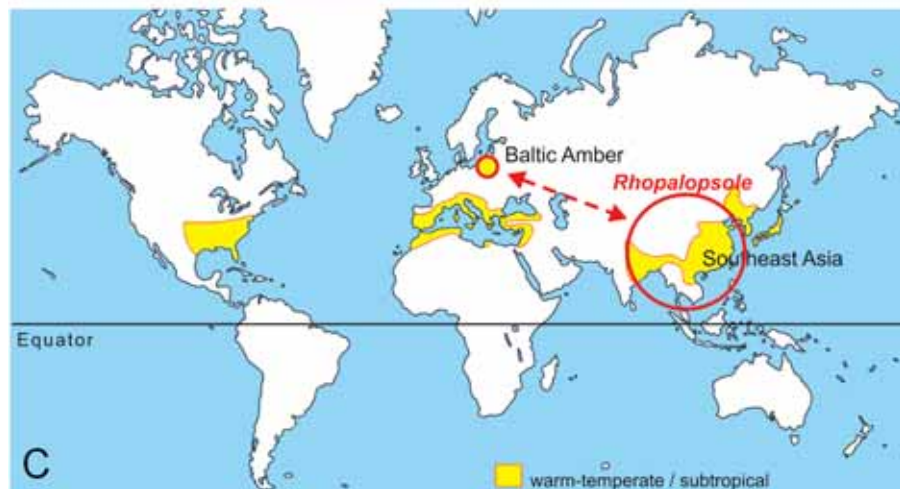 Baltic Amber
Rhopalopsole
Southeast Asia
Equator
C
warm-temperate / subtropical